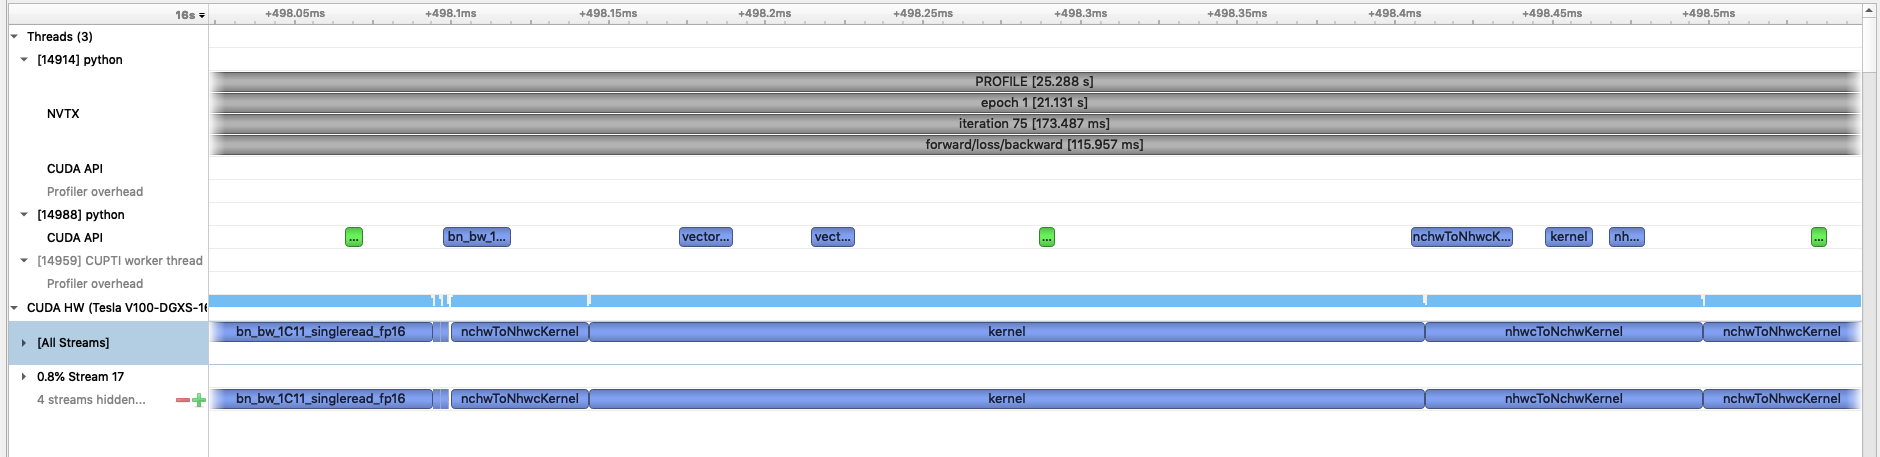 16s +498.05ms +498.1ms +498.15ms +498.2ms +498.25ms +498.3ms +498.35ms +498.4ms +498.45ms +498.5ms
Threads (3)
[14914] python
PROFILE [25.288 s]
epoch 1 [21.131 s]
NVTX
iteration 75 [173.487 ms]
forward/loss/backward [115.957 ms]
CUDA API
Profiler overhead
[14988] python
CUDA API ... bn_bw_1... vector... vect... ... nchwToNhwcK... kernel nh... ...
[14959] CUPTI worker thread
Profiler overhead
CUDA HW (Tesla V100-DGXS-16
[All Streams] bn_bw_1C11_singleread_fp16 nchwToNhwcKernel kernel nhwcToNchwKernel nchwToNhwcKernel
0.8% Stream 17
4 streams hidden... bn_bw_1C11_singleread_fp16 nchwToNhwcKernel kernel nhwcToNchwKernel nchwToNhwcKernel